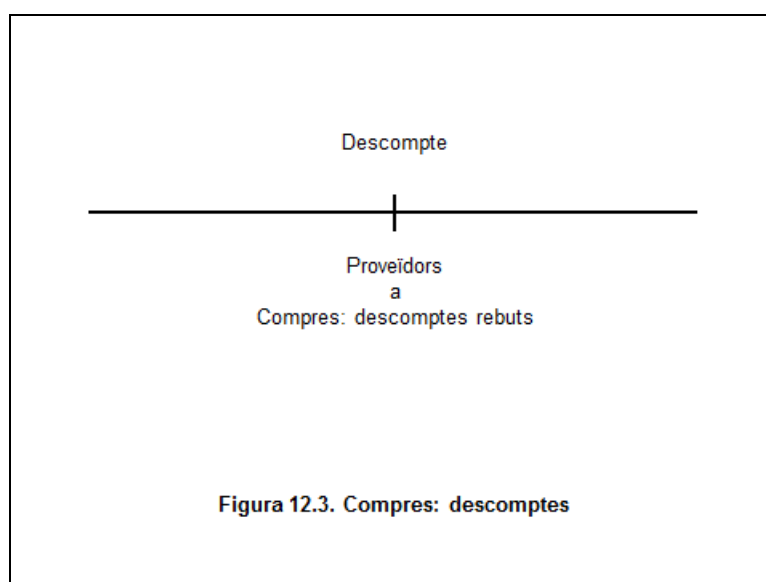 Descompte
Proveïdors
a
Compres: descomptes rebuts
Figura 12.3. Compres: descomptes